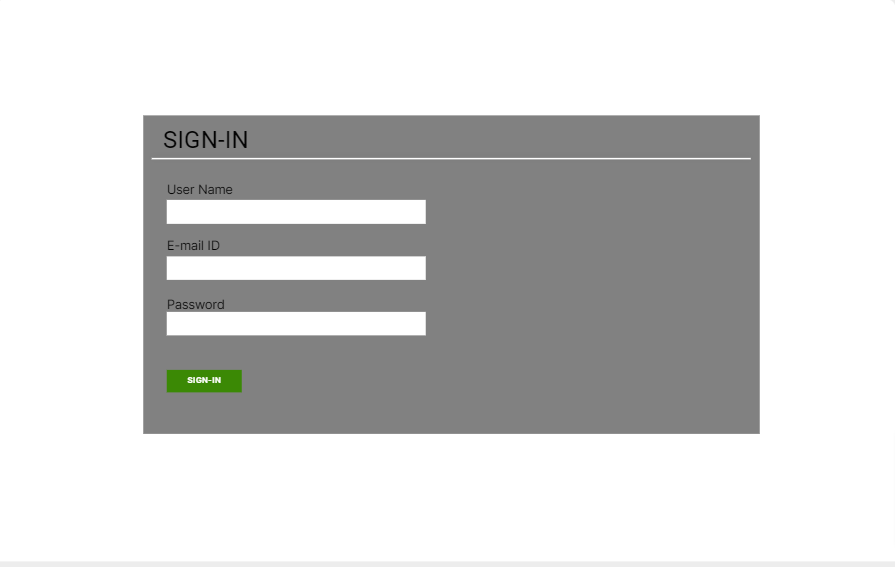 SIGN-IN
User Name
E-mail ID
Password
SIGN-IN